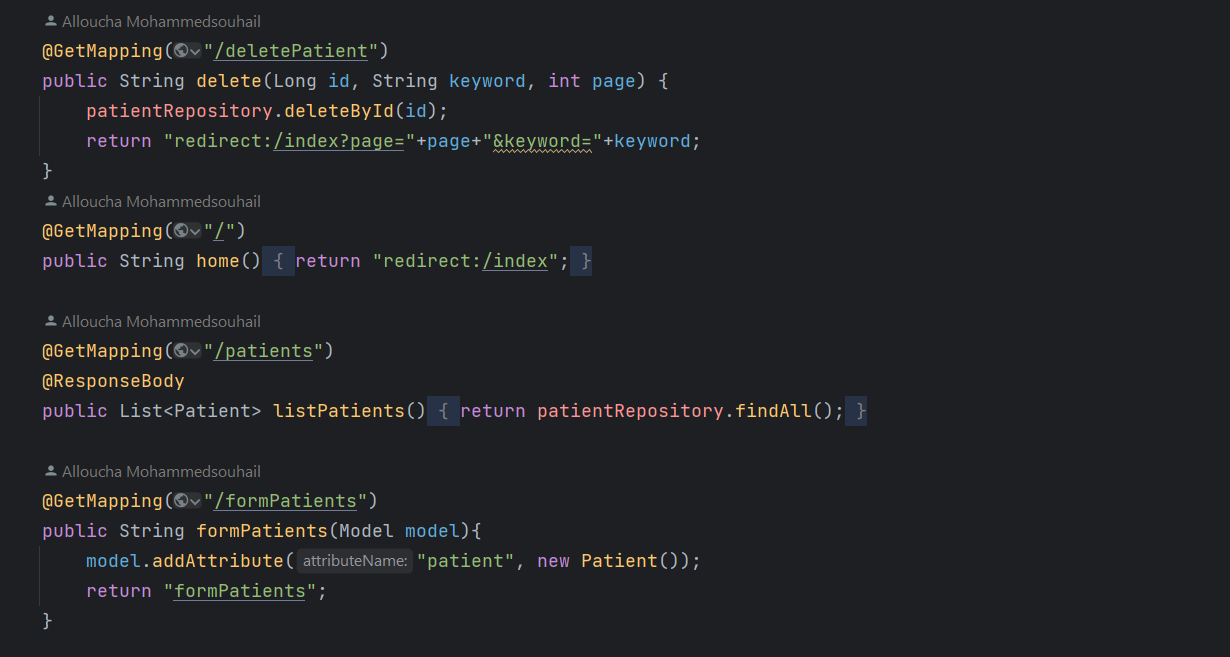 Alloucha Mohammedsouhail
@GetMapping("/deletePatient")
public String delete(Long id, String keyword, int page) {
patientRepository.deleteById(id);
return "redirect:/index?page="+page+"&keyword="+keyword;
}
Alloucha Mohammedsouhail
@GetMapping("/")
public String home() { return "redirect:/index"; }
Alloucha Mohammedsouhail
@GetMapping("/patients")
@ResponseBody
public List<Patient> listPatients() { return patientRepository.findAll(); }
Alloucha Mohammedsouhail
@GetMapping("/formPatients")
public String formPatients(Model model){
model.addAttribute( attributeName: "patient", new Patient());
return "formPatients";
}